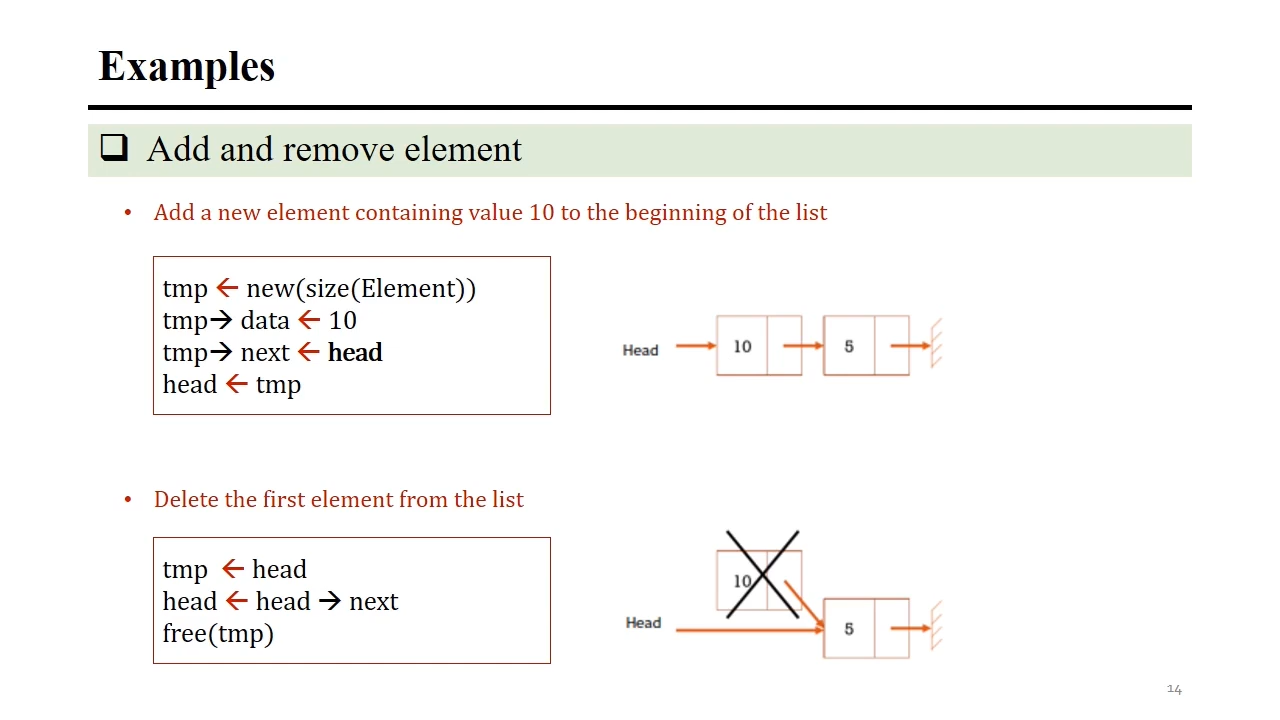 Examples
❑ Add and remove element
• Add a new element containing value 10 to the beginning of the list
tmp ← new(size(Element))
tmp→ data ← 10
tmp→ next ← head
head ← tmp
Head 10 5
• Delete the first element from the list
tmp ← head
head ← head → next
free(tmp)
10
Head
5
14